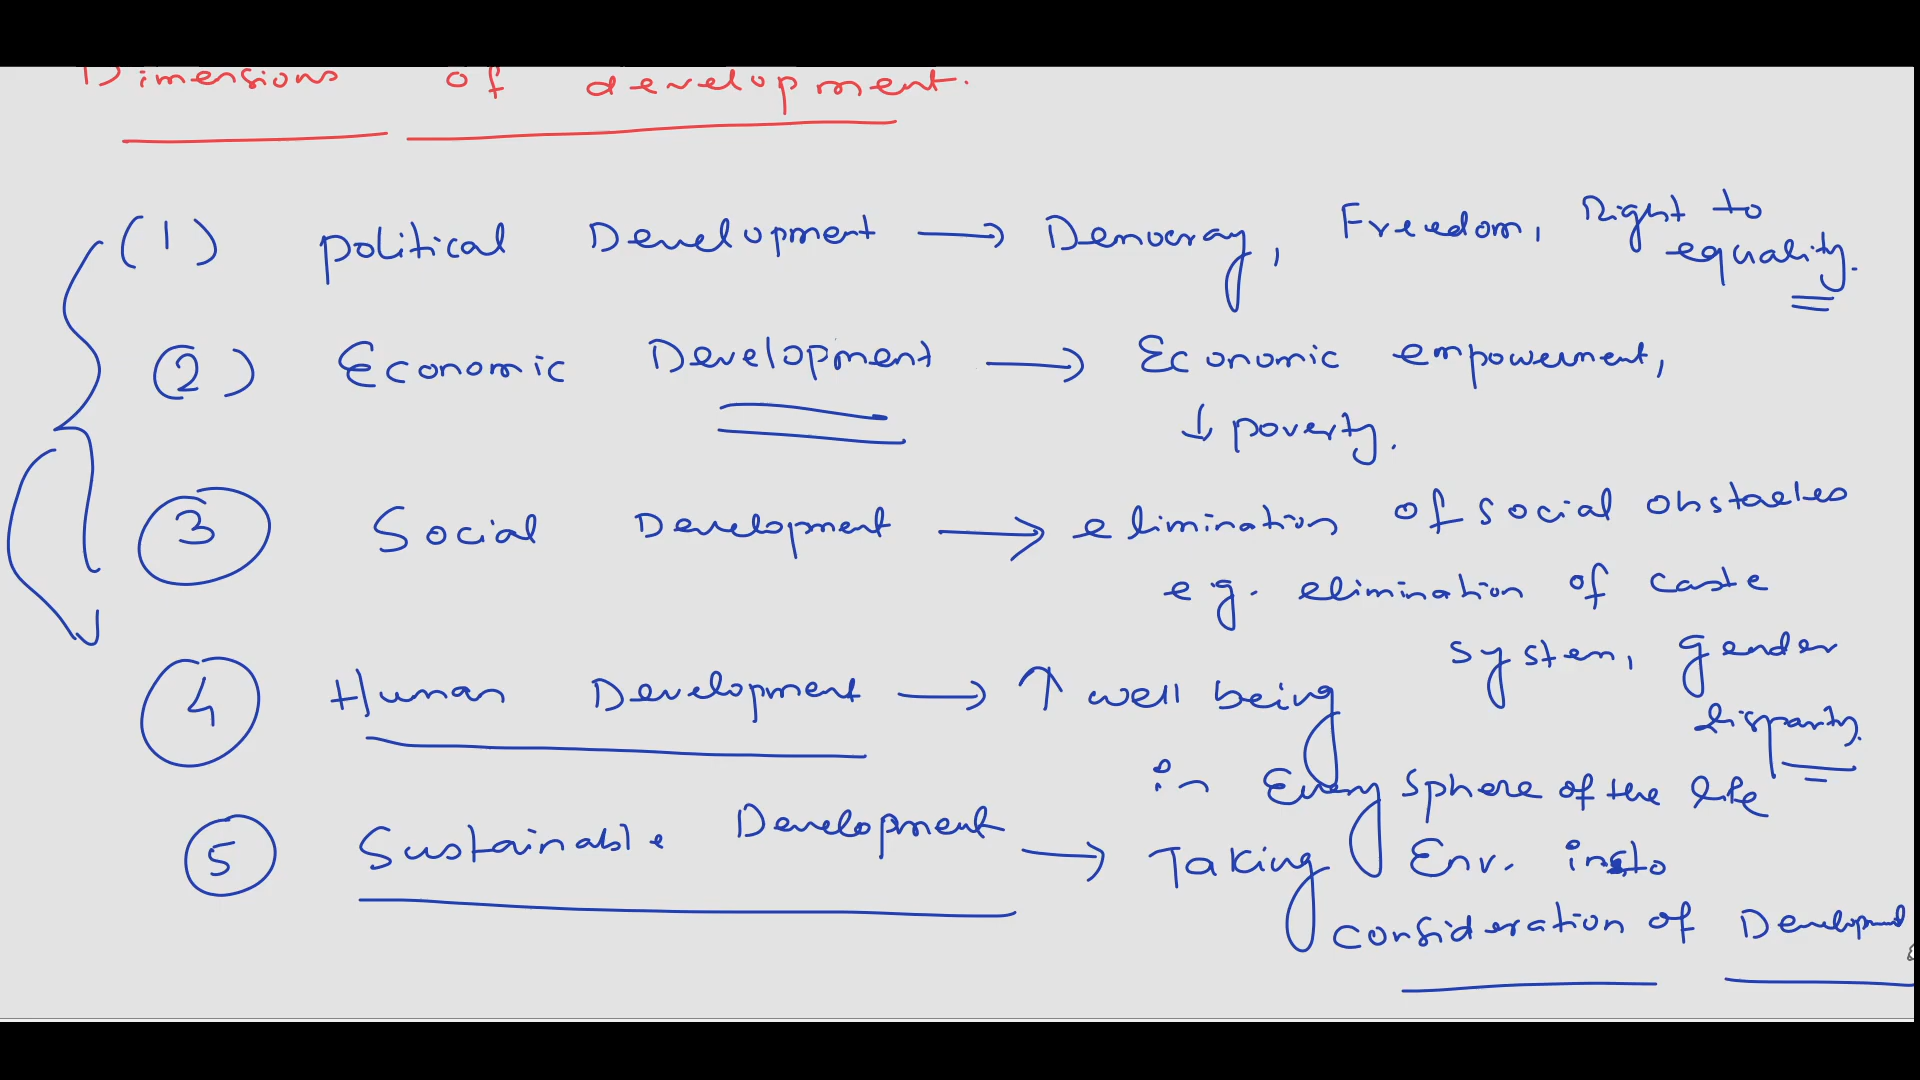 Dimensions of development.
(1) political Development → Democracy, Freedom, Right to equality.
(2) Economic Development → Economic empowerment,
↓ poverty.
(3) Social Development → elimination of social obstacles
e.g. elimination of caste
system, gender
disparity.
(4) Human Development → ↑ well being
in Every sphere of the life
(5) Sustainable Development → Taking Env. into
consideration of Development